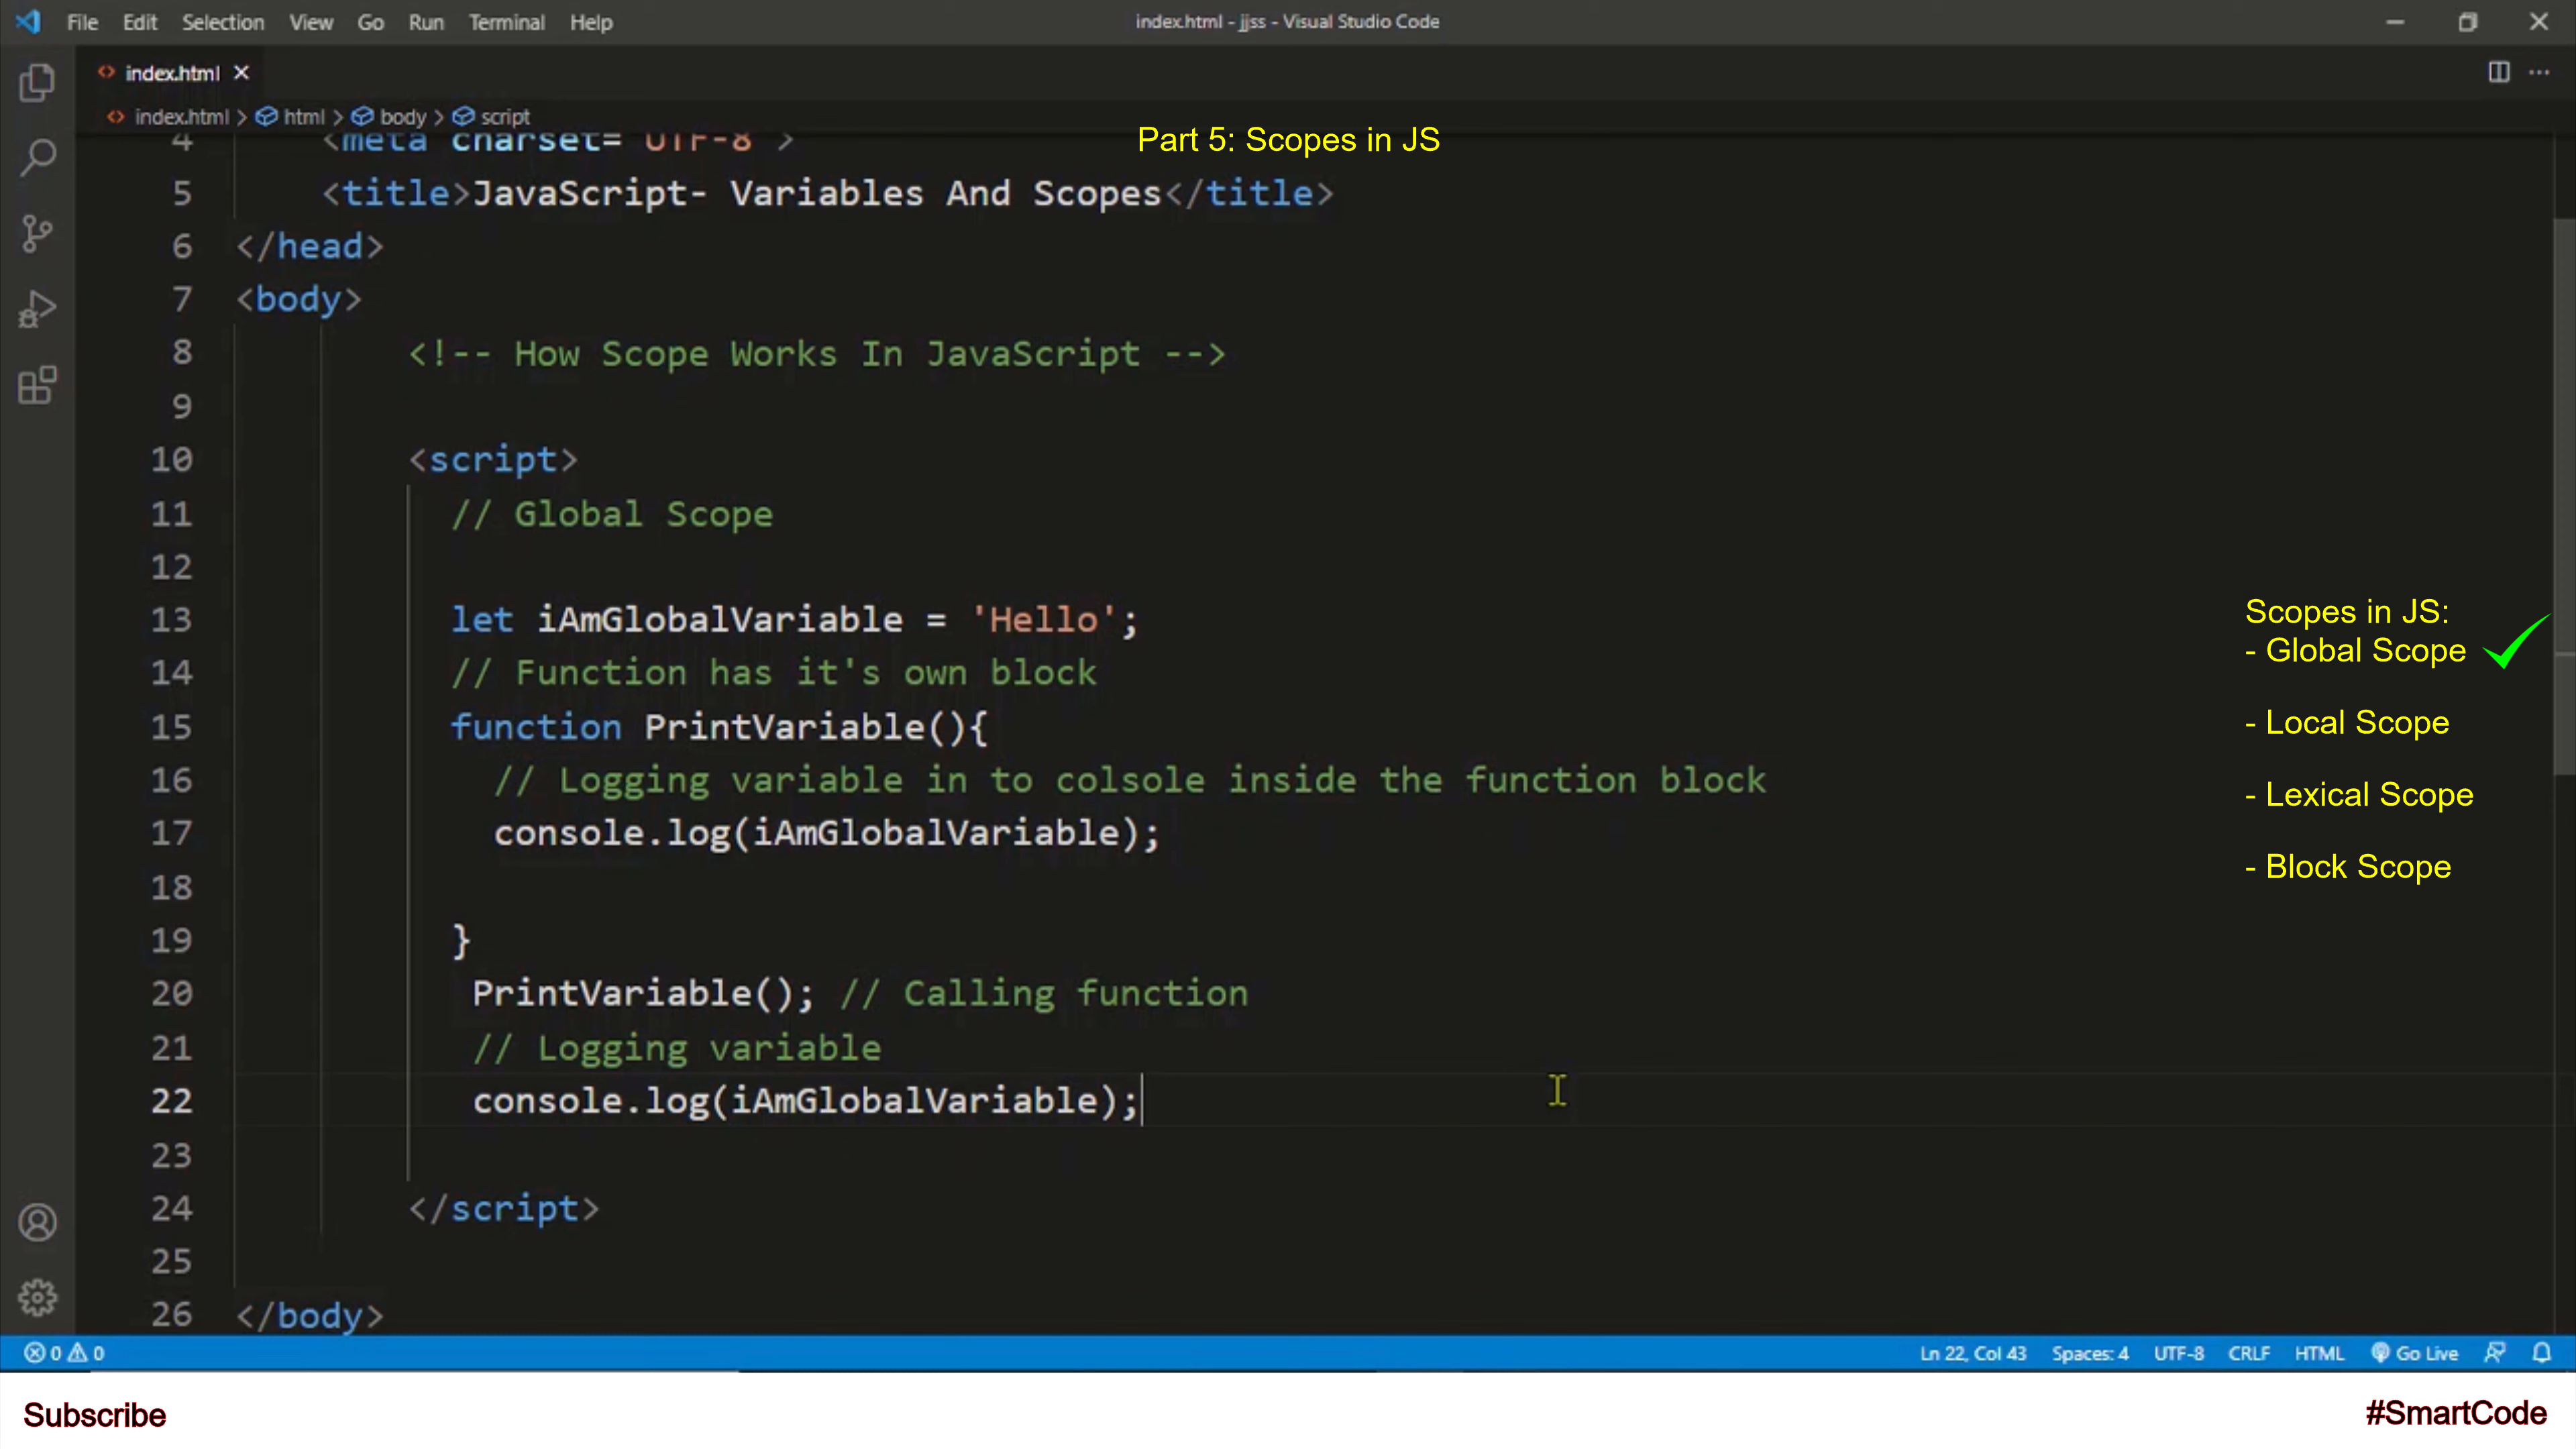 File Edit Selection View Go Run Terminal Help
index.html - jjss - Visual Studio Code
index.html
index.html > html > body > script
Part 5: Scopes in JS
4 <meta charset="UTF-8">
5 <title>JavaScript- Variables And Scopes</title>
6 </head>
7 <body>
8 <!-- How Scope Works In JavaScript -->
9
10 <script>
11 // Global Scope
12
13 let iAmGlobalVariable = 'Hello';
14 // Function has it's own block
15 function PrintVariable(){
16 // Logging variable in to colsole inside the function block
17 console.log(iAmGlobalVariable);
18
19 }
20 PrintVariable(); // Calling function
21 // Logging variable
22 console.log(iAmGlobalVariable);
23
24 </script>
25
26 </body>
Scopes in JS:
- Global Scope
- Local Scope
- Lexical Scope
- Block Scope
0 0 Ln 22, Col 43 Spaces: 4 UTF-8 CRLF HTML Go Live
Subscribe
#SmartCode